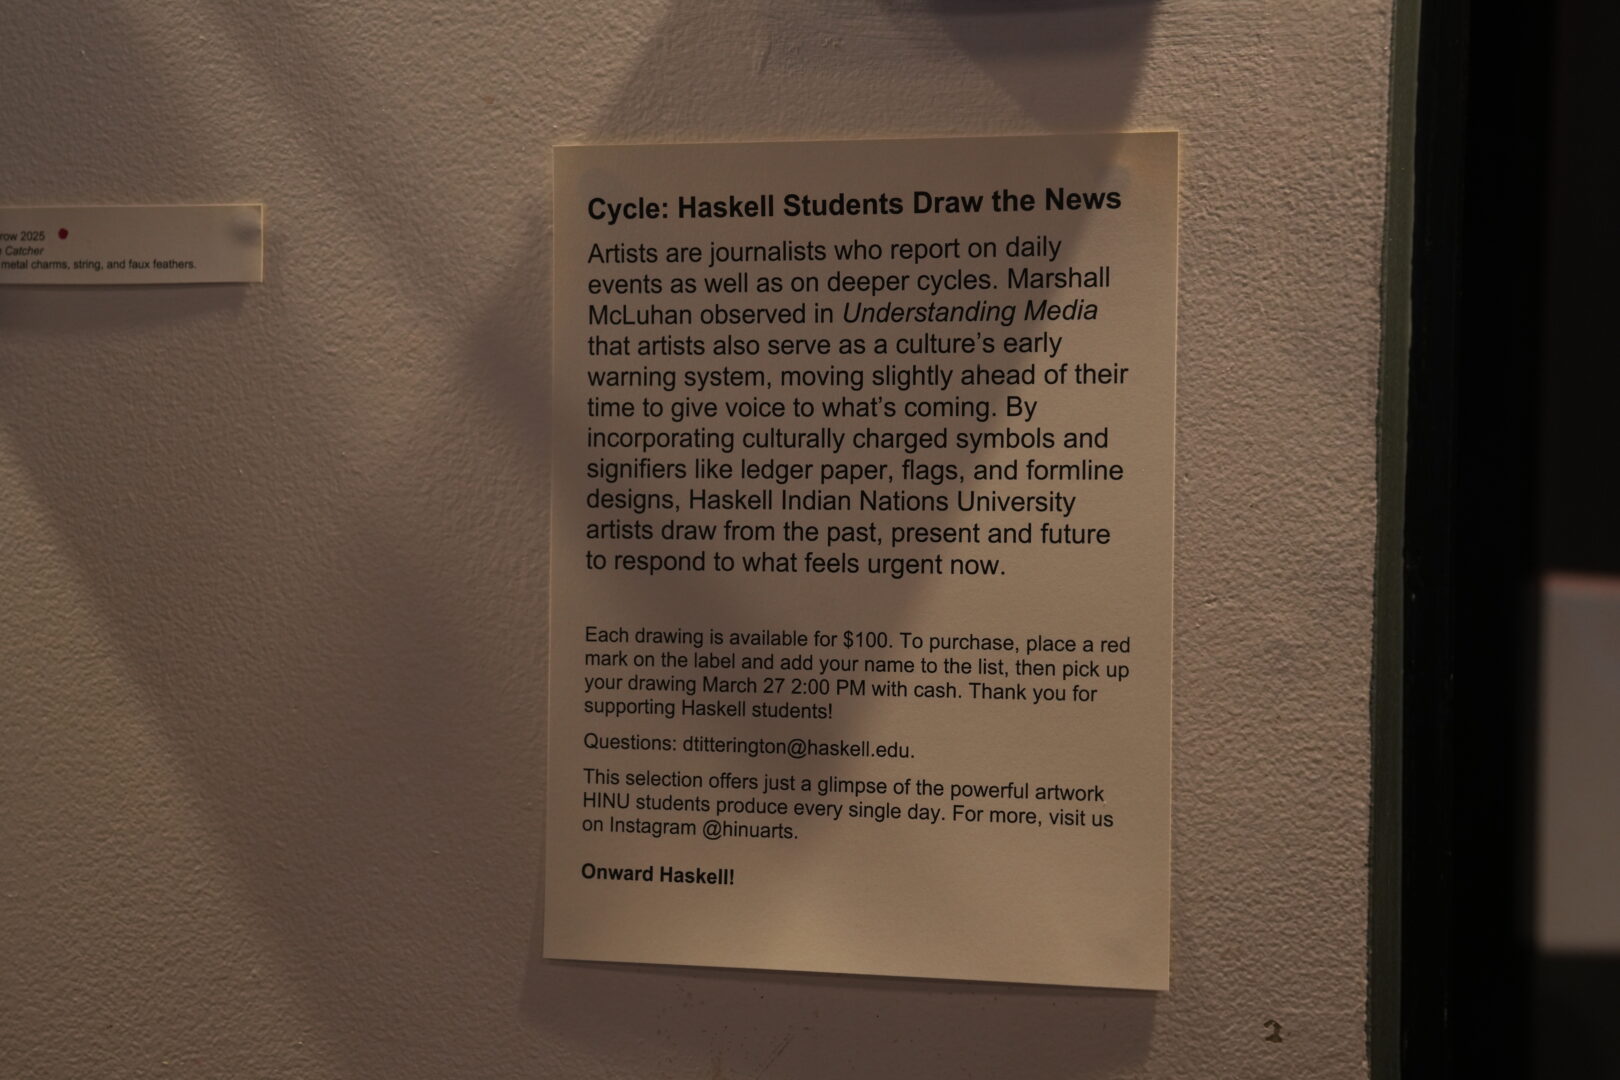 row 2025
Catcher
metal charms, string, and faux feathers.
Cycle: Haskell Students Draw the News
Artists are journalists who report on daily
events as well as on deeper cycles. Marshall
McLuhan observed in Understanding Media
that artists also serve as a culture's early
warning system, moving slightly ahead of their
time to give voice to what's coming. By
incorporating culturally charged symbols and
signifiers like ledger paper, flags, and formline
designs, Haskell Indian Nations University
artists draw from the past, present and future
to respond to what feels urgent now.
Each drawing is available for $100. To purchase, place a red
mark on the label and add your name to the list, then pick up
your drawing March 27 2:00 PM with cash. Thank you for
supporting Haskell students!
Questions: dtitterington@haskell.edu.
This selection offers just a glimpse of the powerful artwork
HINU students produce every single day. For more, visit us
on Instagram @hinuarts.
Onward Haskell!